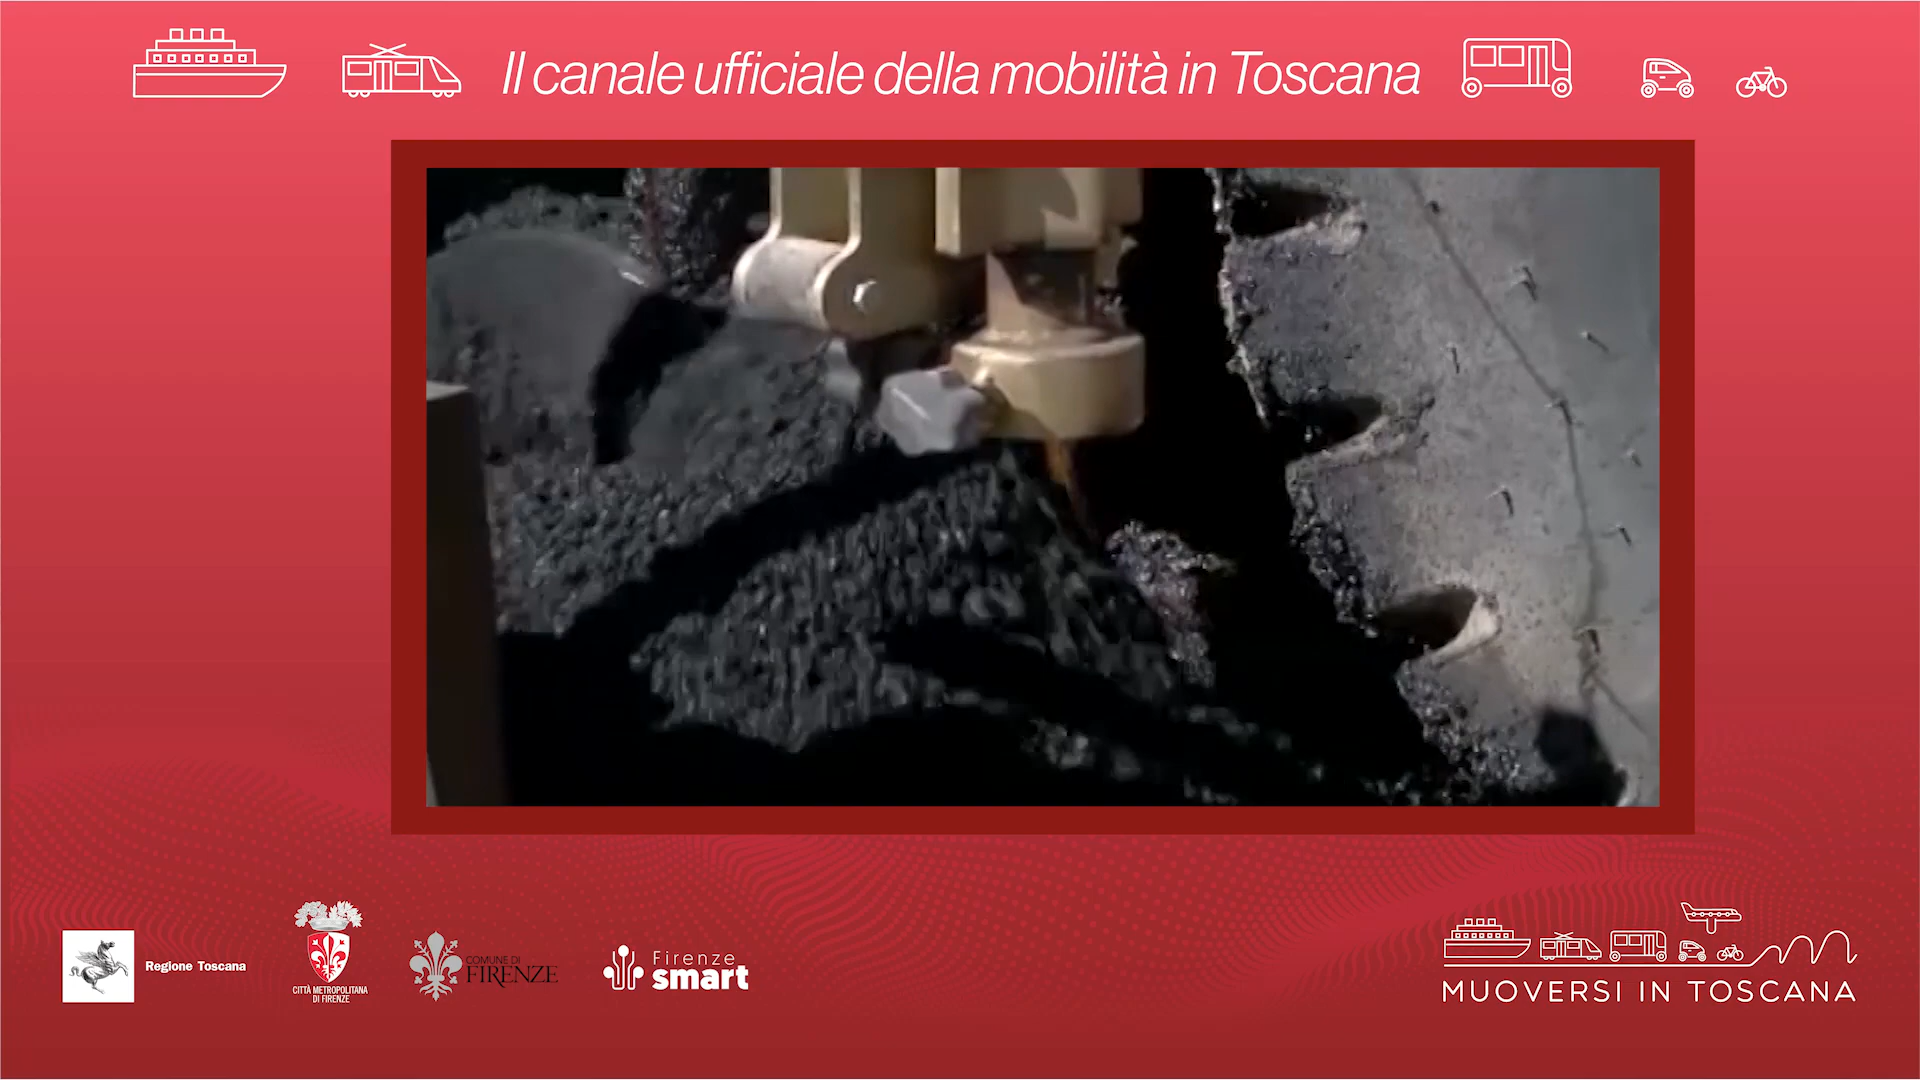 Il canale ufficiale della mobilità in Toscana
Regione Toscana
CITTÀ METROPOLITANA
DI FIRENZE
COMUNE DI
FIRENZE
Firenze
smart
MUOVERSI IN TOSCANA